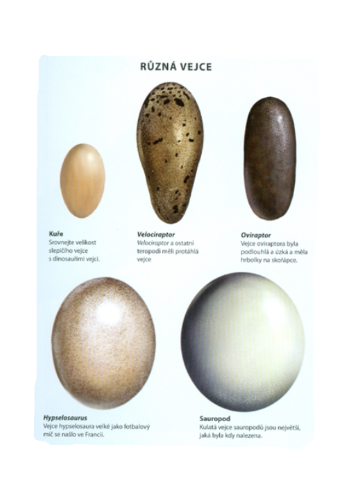 RŮZNÁ VEJCE
Kuře
Srovnejte velikost
slepičího vejce
s dinosauřími vejci.
Velociraptor
Velociraptor a ostatní
teropodi měli protáhlá
vejce
Oviraptor
Vejce oviraptora byla
podlouhlá a úzká a měla
hrbolky na skořápce.
Hypselosaurus
Vejce hypselosaura velké jako fotbalový
míč se našlo ve Francii.
Sauropod
Kulatá vejce sauropodů jsou největší,
jaká byla kdy nalezena.